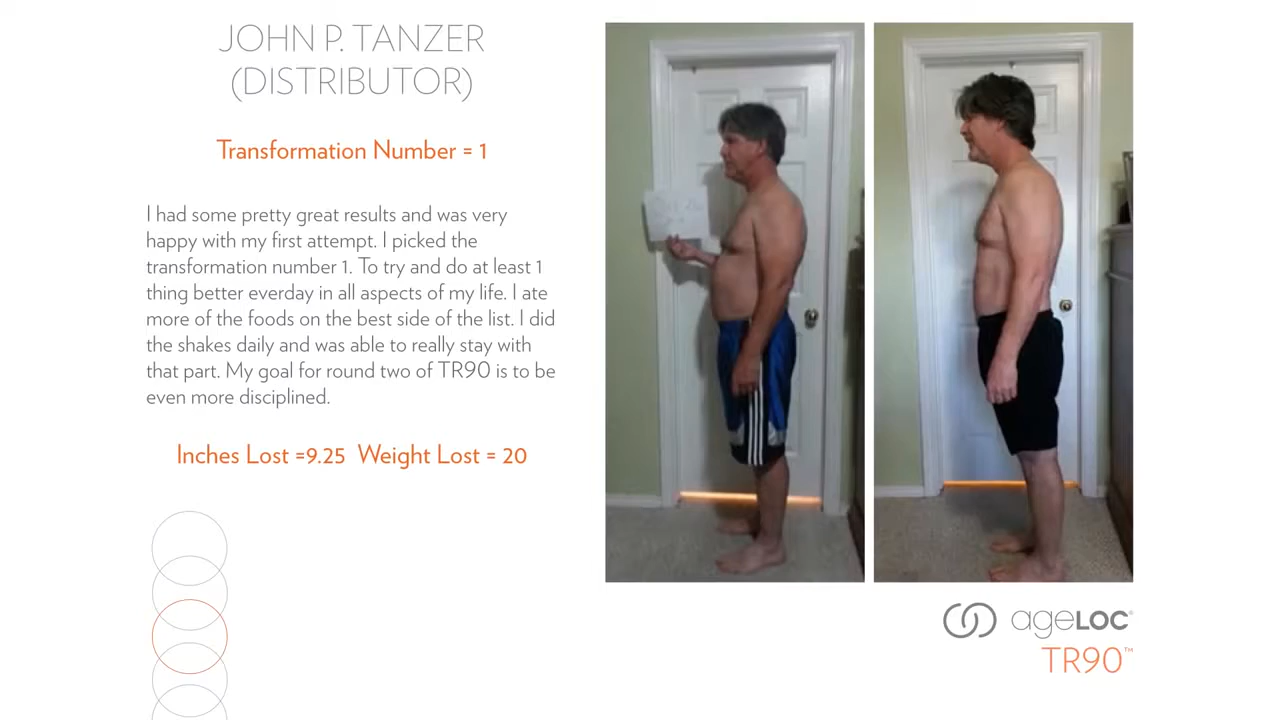 JOHN P. TANZER
(DISTRIBUTOR)
Transformation Number = 1
I had some pretty great results and was very
happy with my first attempt. I picked the
transformation number 1. To try and do at least 1
thing better everday in all aspects of my life. I ate
more of the foods on the best side of the list. I did
the shakes daily and was able to really stay with
that part. My goal for round two of TR90 is to be
even more disciplined.
Inches Lost =9.25 Weight Lost = 20
ageLOC®
TR90™